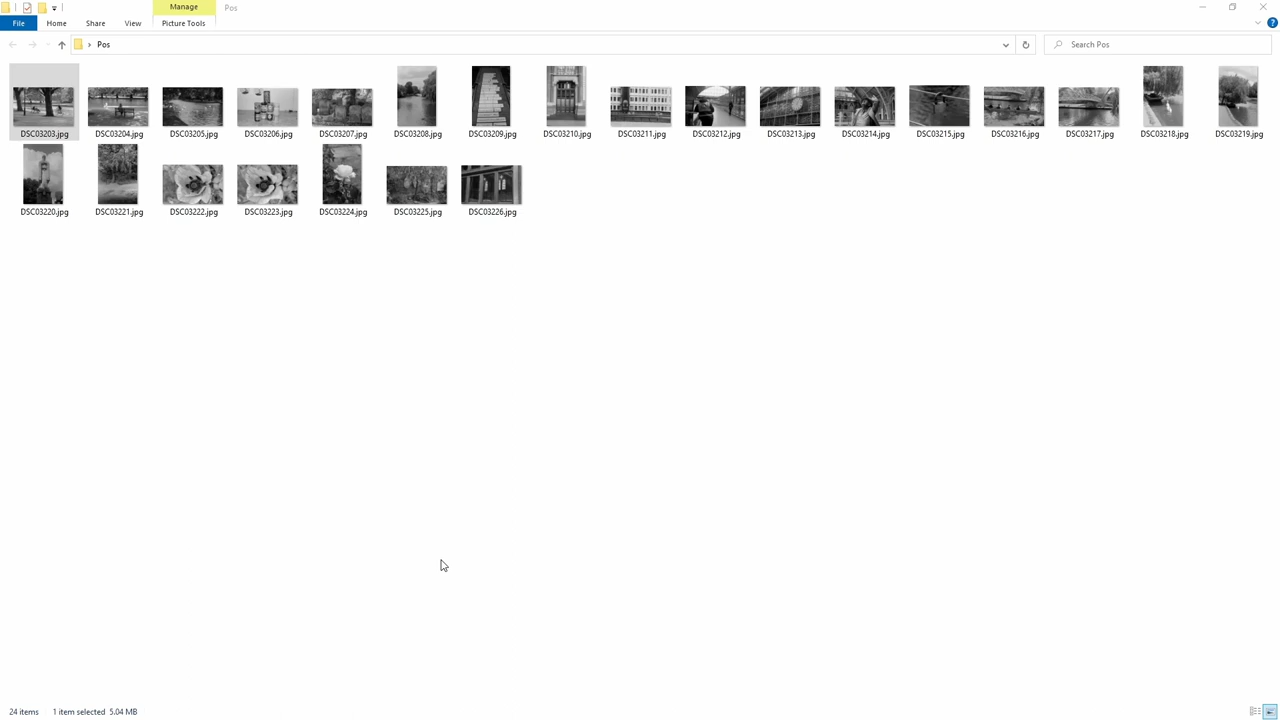 Manage
Pos
File
Home
Share
View
Picture Tools
Pos
Search Pos
DSC03203.jpg
DSC03204.jpg
DSC03205.jpg
DSC03206.jpg
DSC03207.jpg
DSC03208.jpg
DSC03209.jpg
DSC03210.jpg
DSC03211.jpg
DSC03212.jpg
DSC03213.jpg
DSC03214.jpg
DSC03215.jpg
DSC03216.jpg
DSC03217.jpg
DSC03218.jpg
DSC03219.jpg
DSC03220.jpg
DSC03221.jpg
DSC03222.jpg
DSC03223.jpg
DSC03224.jpg
DSC03225.jpg
DSC03226.jpg
24 items
1 item selected 5.04 MB